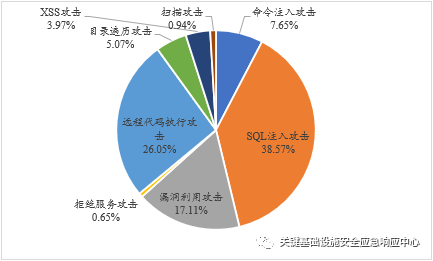 XSS攻击
3.97%
扫描攻击
0.94%
命令注入攻击
7.65%
目录遍历攻击
5.07%
远程代码执行攻
击
26.05%
SQL注入攻击
38.57%
拒绝服务攻击
0.65%
漏洞利用攻击
17.11%
关键基础设施安全应急响应中心